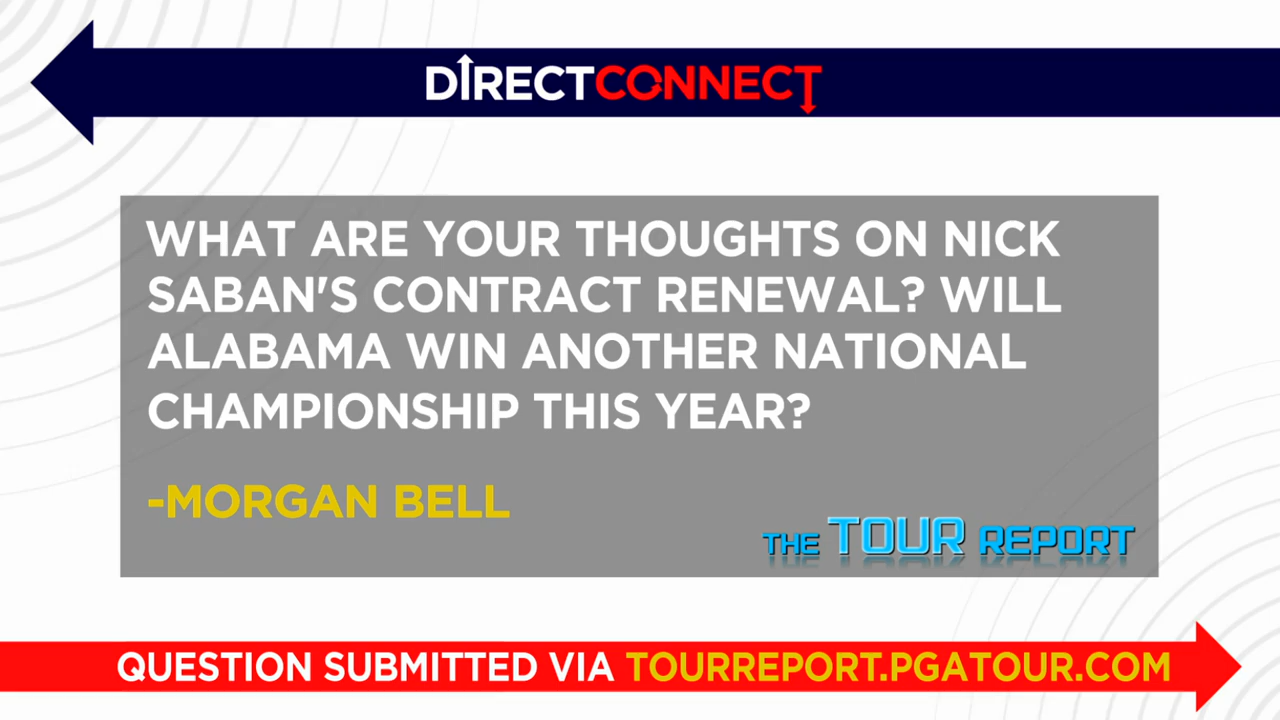 DIRECTCONNECT
WHAT ARE YOUR THOUGHTS ON NICK
SABAN'S CONTRACT RENEWAL? WILL
ALABAMA WIN ANOTHER NATIONAL
CHAMPIONSHIP THIS YEAR?
-MORGAN BELL
THE TOUR REPORT
QUESTION SUBMITTED VIA TOURREPORT.PGATOUR.COM